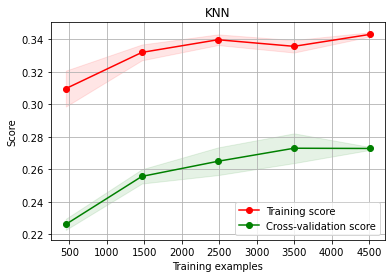 KNN
Score
0.34
0.32
0.30
0.28
0.26
0.24
0.22
Training score
Cross-validation score
500 1000 1500 2000 2500 3000 3500 4000 4500
Training examples